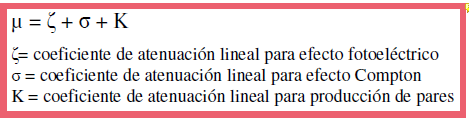 μ = ζ + σ + K
ζ= coeficiente de atenuación lineal para efecto fotoeléctrico
σ = coeficiente de atenuación lineal para efecto Compton
K = coeficiente de atenuación lineal para producción de pares